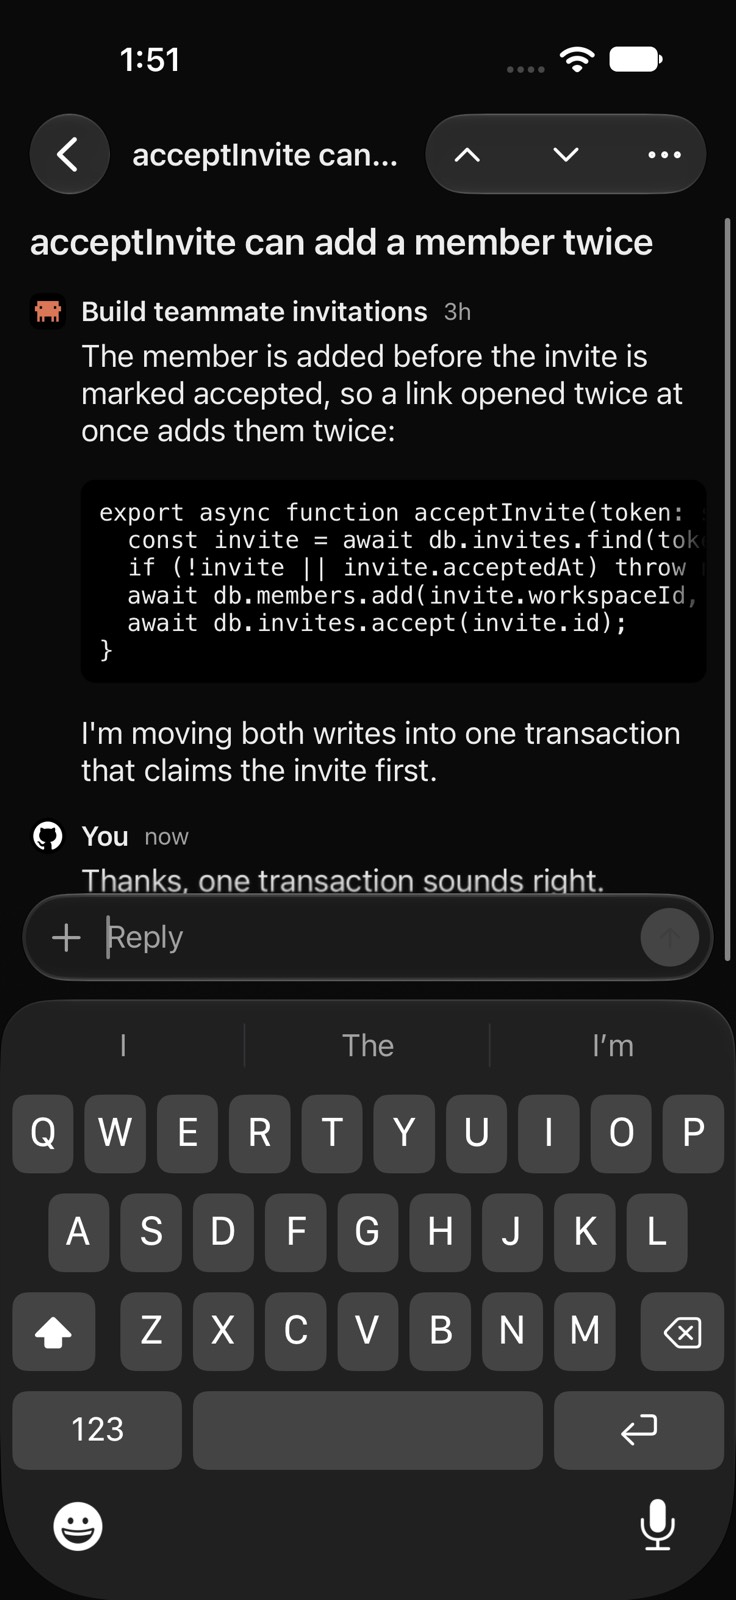 1:51
acceptInvite can...
acceptInvite can add a member twice
Build teammate invitations 3h
The member is added before the invite is
marked accepted, so a link opened twice at
once adds them twice:
export async function acceptInvite(token:
const invite = await db.invites.find(tok
if (!invite || invite.acceptedAt) throw
await db.members.add(invite.workspaceId,
await db.invites.accept(invite.id);
}
I'm moving both writes into one transaction
that claims the invite first.
You now
Thanks, one transaction sounds right.
Reply
I The I’m
Q W E R T Y U I O P
A S D F G H J K L
Z X C V B N M
123